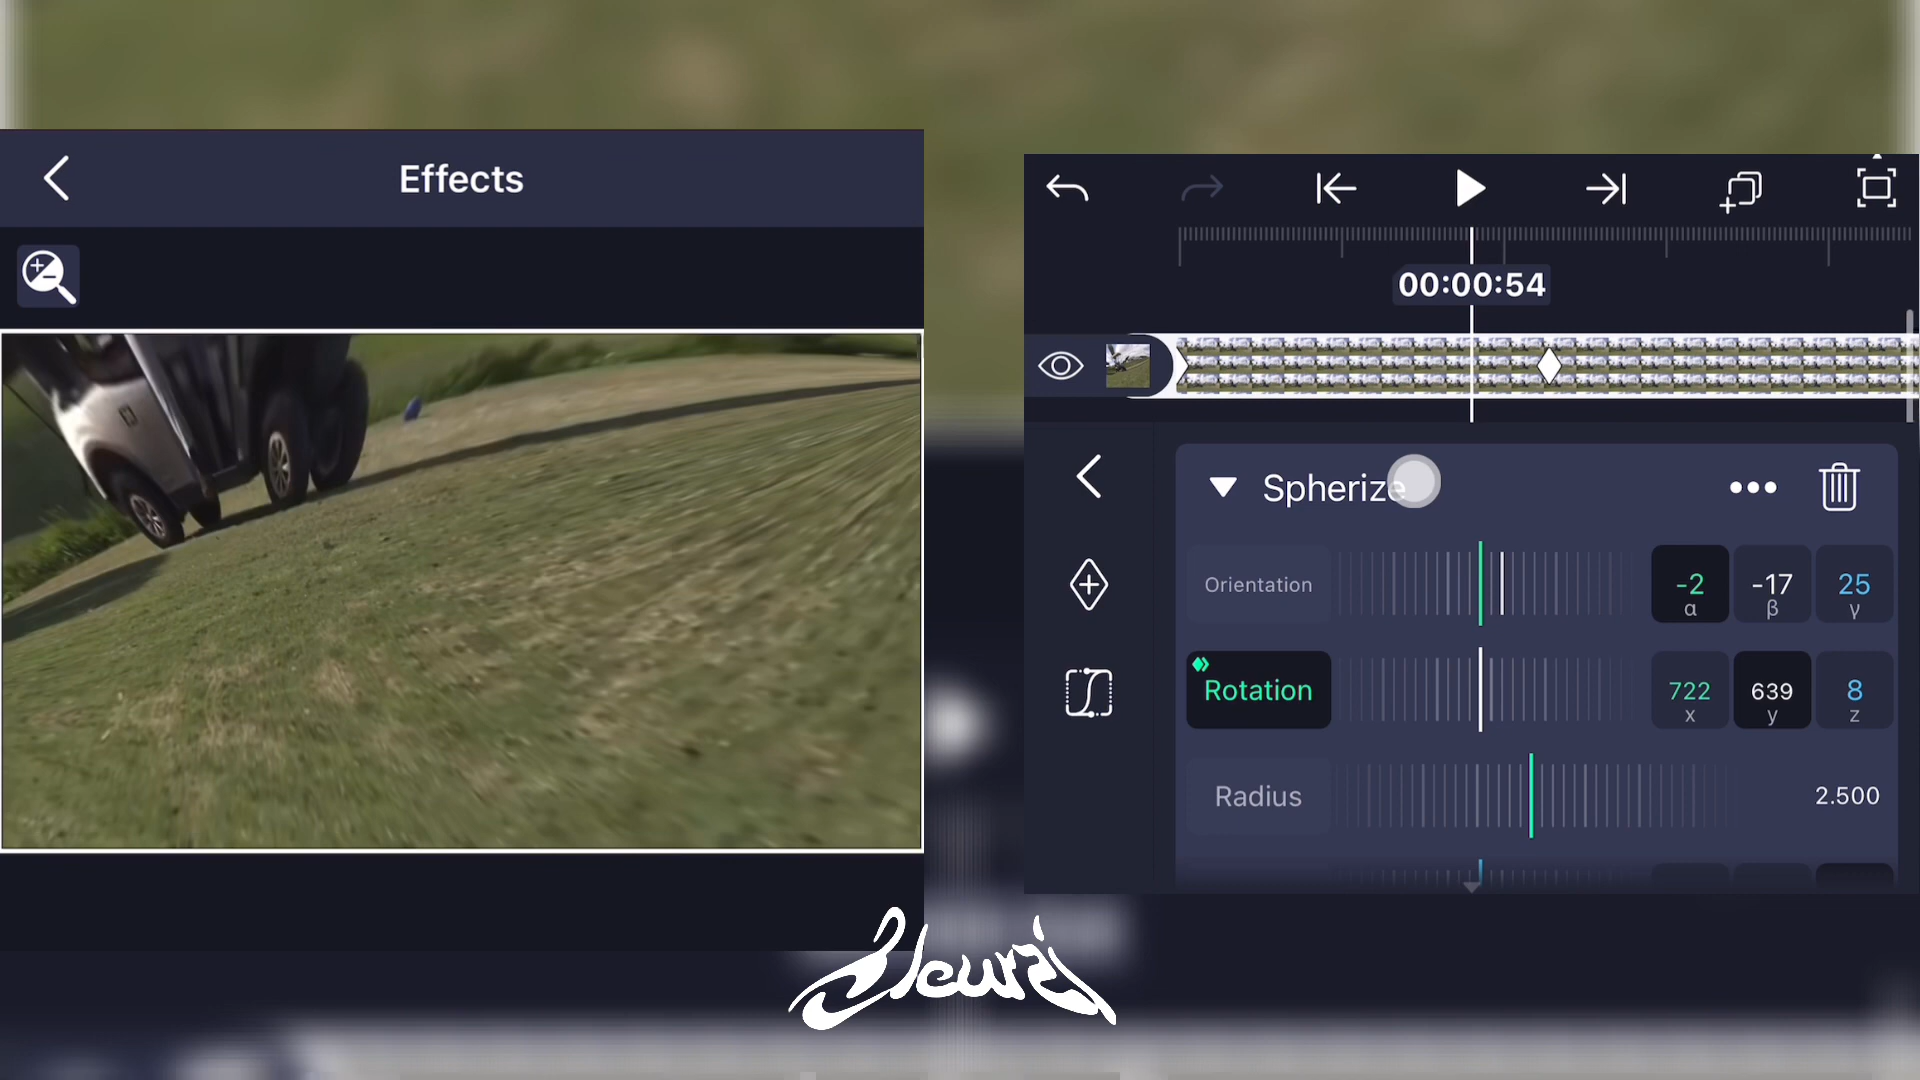 Effects
00:00:54
Spherize
Orientation
-2
α
-17
β
25
γ
Rotation
722
x
639
y
8
z
Radius
2.500